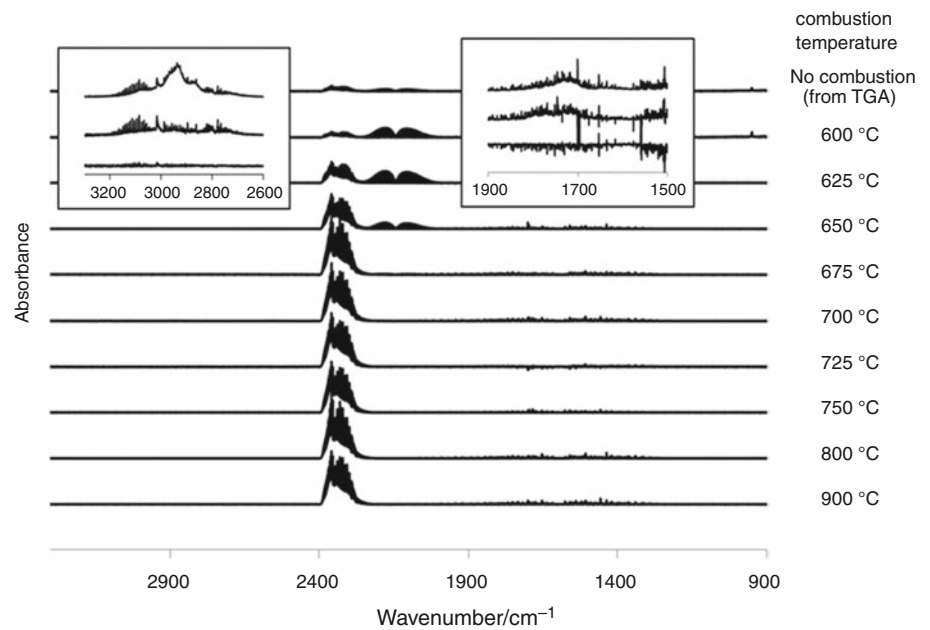 combustion
temperature
No combustion
(from TGA)
600 °C
3200 3000 2800 2600
1900 1700 1500
625 °C
650 °C
675 °C
700 °C
725 °C
750 °C
800 °C
900 °C
Absorbance
2900 2400 1900 1400 900
Wavenumber/cm⁻¹